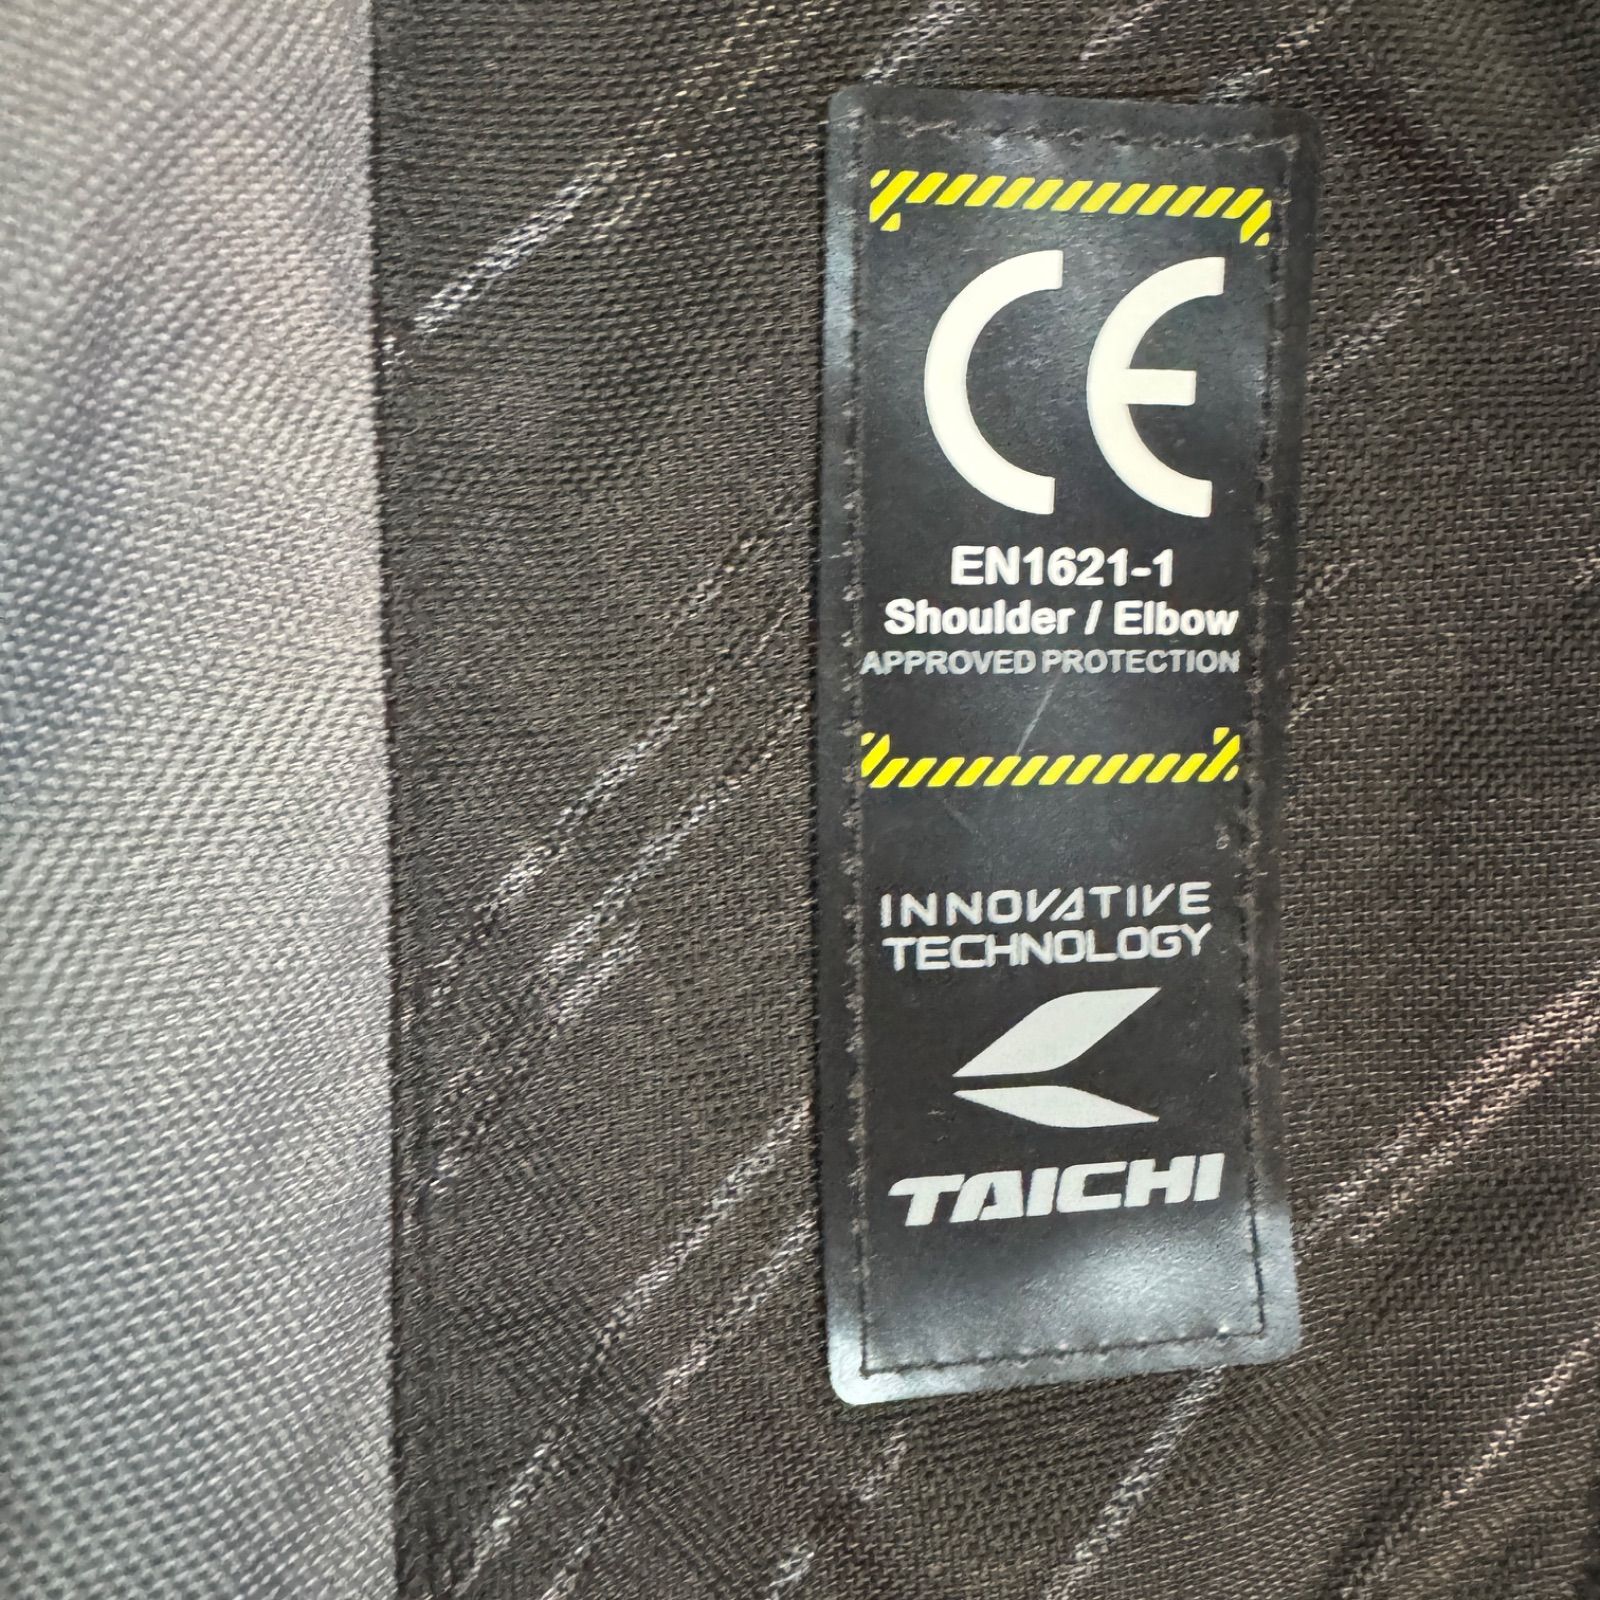 CE
EN1621-1
Shoulder / Elbow
APPROVED PROTECTION
INNOVATIVE
TECHNOLOGY
TAICHI